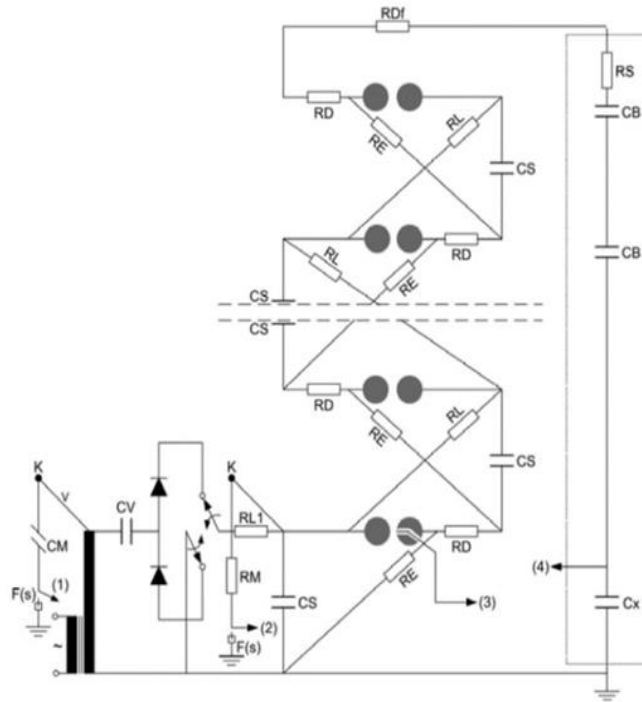 RDf
RS
RD
CB
RE
RL
CS
RD
CB
RL
RE
CS
CS
RD
RE
RL
CS
K
K
V
CV
RL1
RD
CM
(4)
RM
RE
(1)
CS
(3)
Cx
F(s)
(2)
F(s)
~